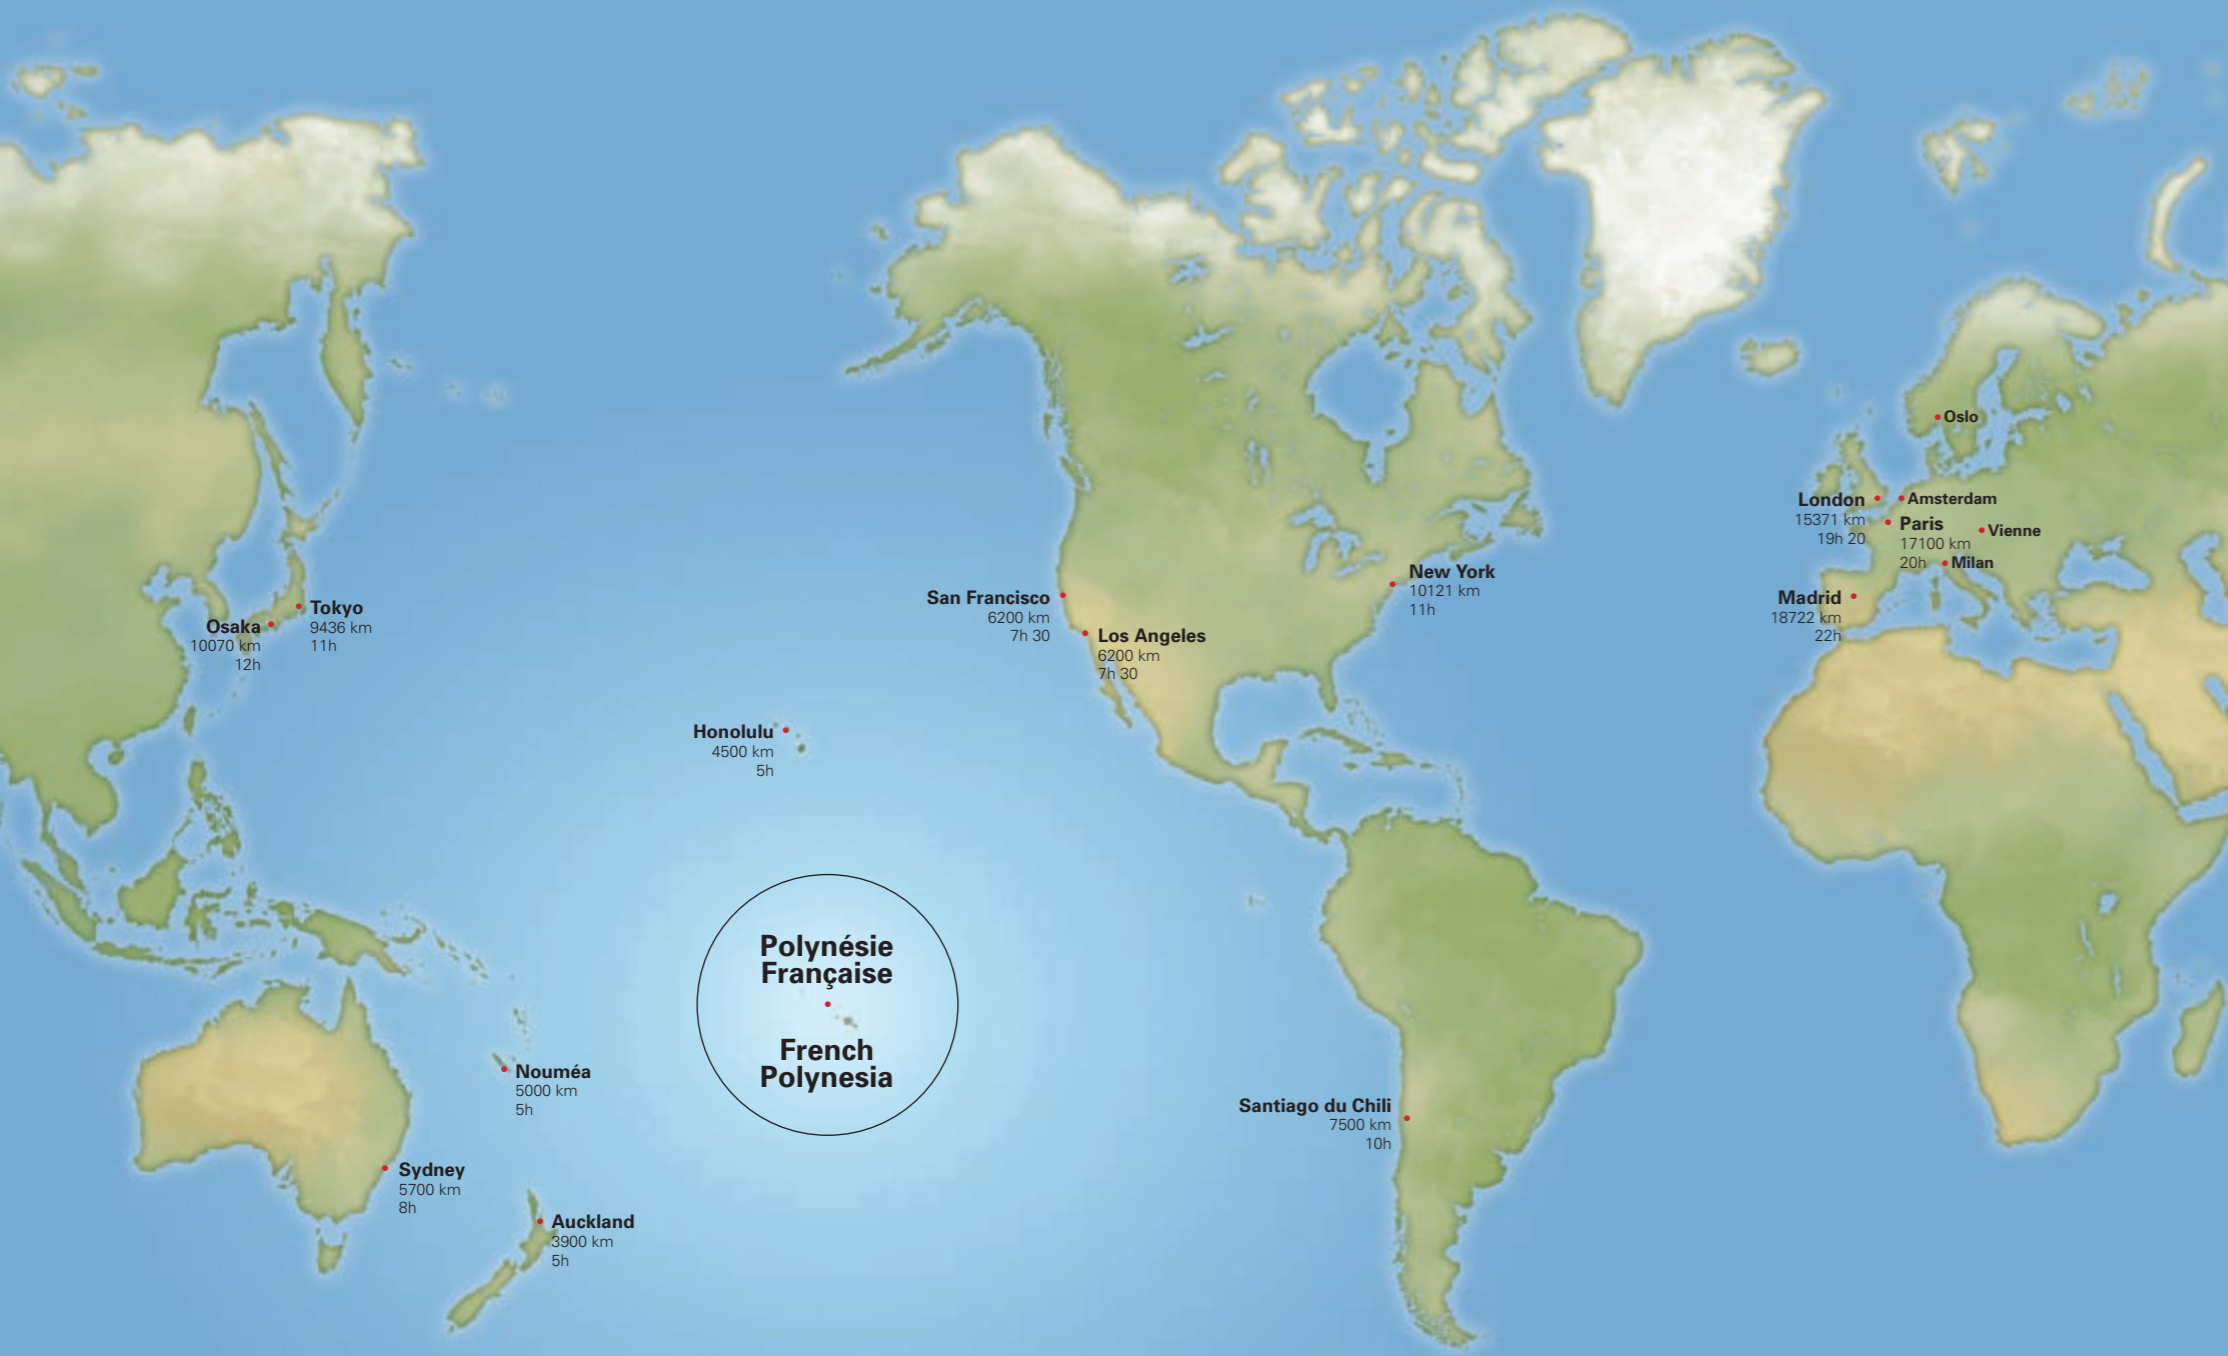 Oslo
London
15371 km
19h 20
Amsterdam
Paris
17100 km
20h
Vienne
Milan
Madrid
18722 km
22h
New York
10121 km
11h
San Francisco
6200 km
7h 30
Los Angeles
6200 km
7h 30
Tokyo
9436 km
11h
Osaka
10070 km
12h
Honolulu
4500 km
5h
Polynésie
Française
French
Polynesia
Nouméa
5000 km
5h
Santiago du Chili
7500 km
10h
Sydney
5700 km
8h
Auckland
3900 km
5h